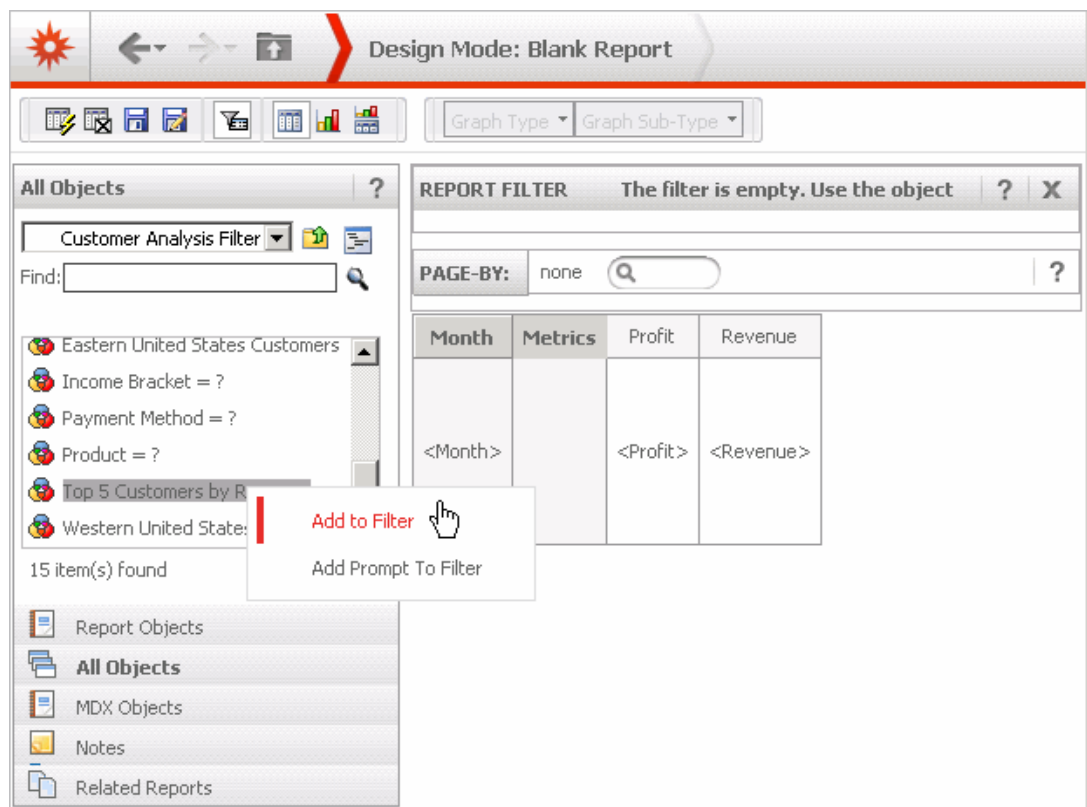 Design Mode: Blank Report
Graph Type Graph Sub-Type
All Objects ?
Customer Analysis Filter
Find:
Eastern United States Customers
Income Bracket = ?
Payment Method = ?
Product = ?
Top 5 Customers by R
Western United States
15 item(s) found
Add to Filter
Add Prompt To Filter
Report Objects
All Objects
MDX Objects
Notes
Related Reports
REPORT FILTER The filter is empty. Use the object ? X
PAGE-BY: none ?
Month Metrics Profit Revenue
<Month> <Profit> <Revenue>